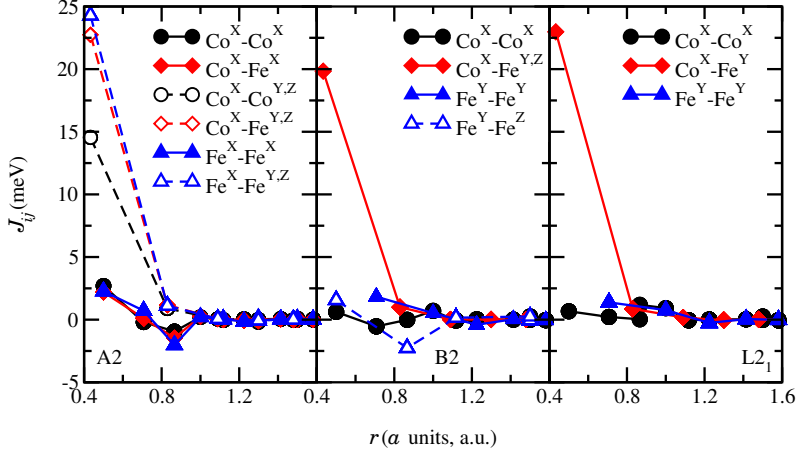 25
20
15
10
5
0
-5
J_ij (meV)
Co^X-Co^X
Co^X-Fe^X
Co^X-Co^Y,Z
Co^X-Fe^Y,Z
Fe^X-Fe^X
Fe^X-Fe^Y,Z
A2
Co^X-Co^X
Co^X-Fe^Y,Z
Fe^Y-Fe^Y
Fe^Y-Fe^Z
B2
Co^X-Co^X
Co^X-Fe^Y
Fe^Y-Fe^Y
L2_1
0.4 0.8 1.2 0.4 0.8 1.2 0.4 0.8 1.2 1.6
r (a units, a.u.)